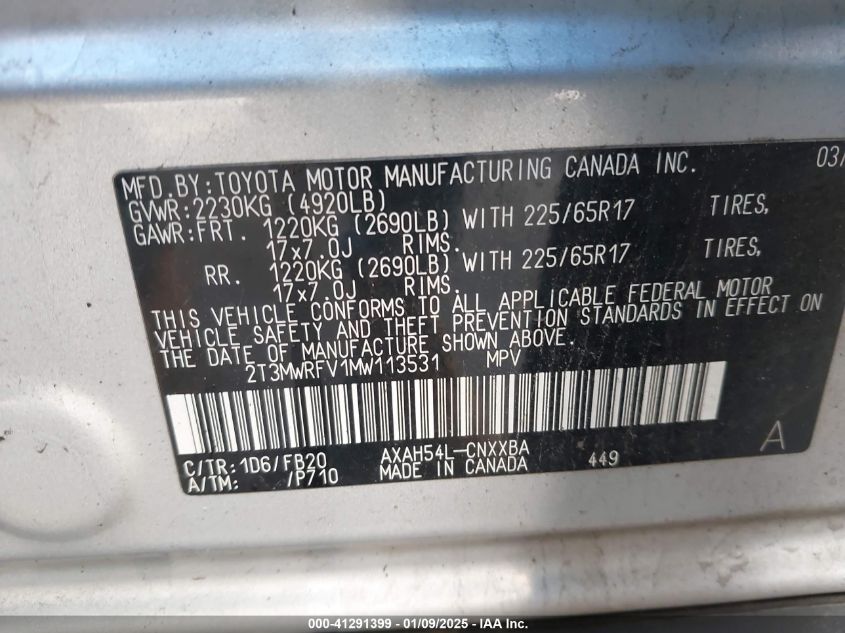 MFD.BY:TOYOTA MOTOR MANUFACTURING CANADA INC. 03/
GVWR:2230KG (4920LB)
GAWR:FRT. 1220KG (2690LB) WITH 225/65R17 TIRES,
17x7.0J RIMS.
RR. 1220KG (2690LB) WITH 225/65R17 TIRES,
17x7.0J RIMS.
THIS VEHICLE CONFORMS TO ALL APPLICABLE FEDERAL MOTOR
VEHICLE SAFETY AND THEFT PREVENTION STANDARDS IN EFFECT ON
THE DATE OF MANUFACTURE SHOWN ABOVE.
2T3MWRFV1MW113531 MPV
C/TR:1D6/FB20 AXAH54L-CNXXBA 449 A
A/TM: /P710 MADE IN CANADA
000-41291399 - 01/09/2025 - IAA Inc.